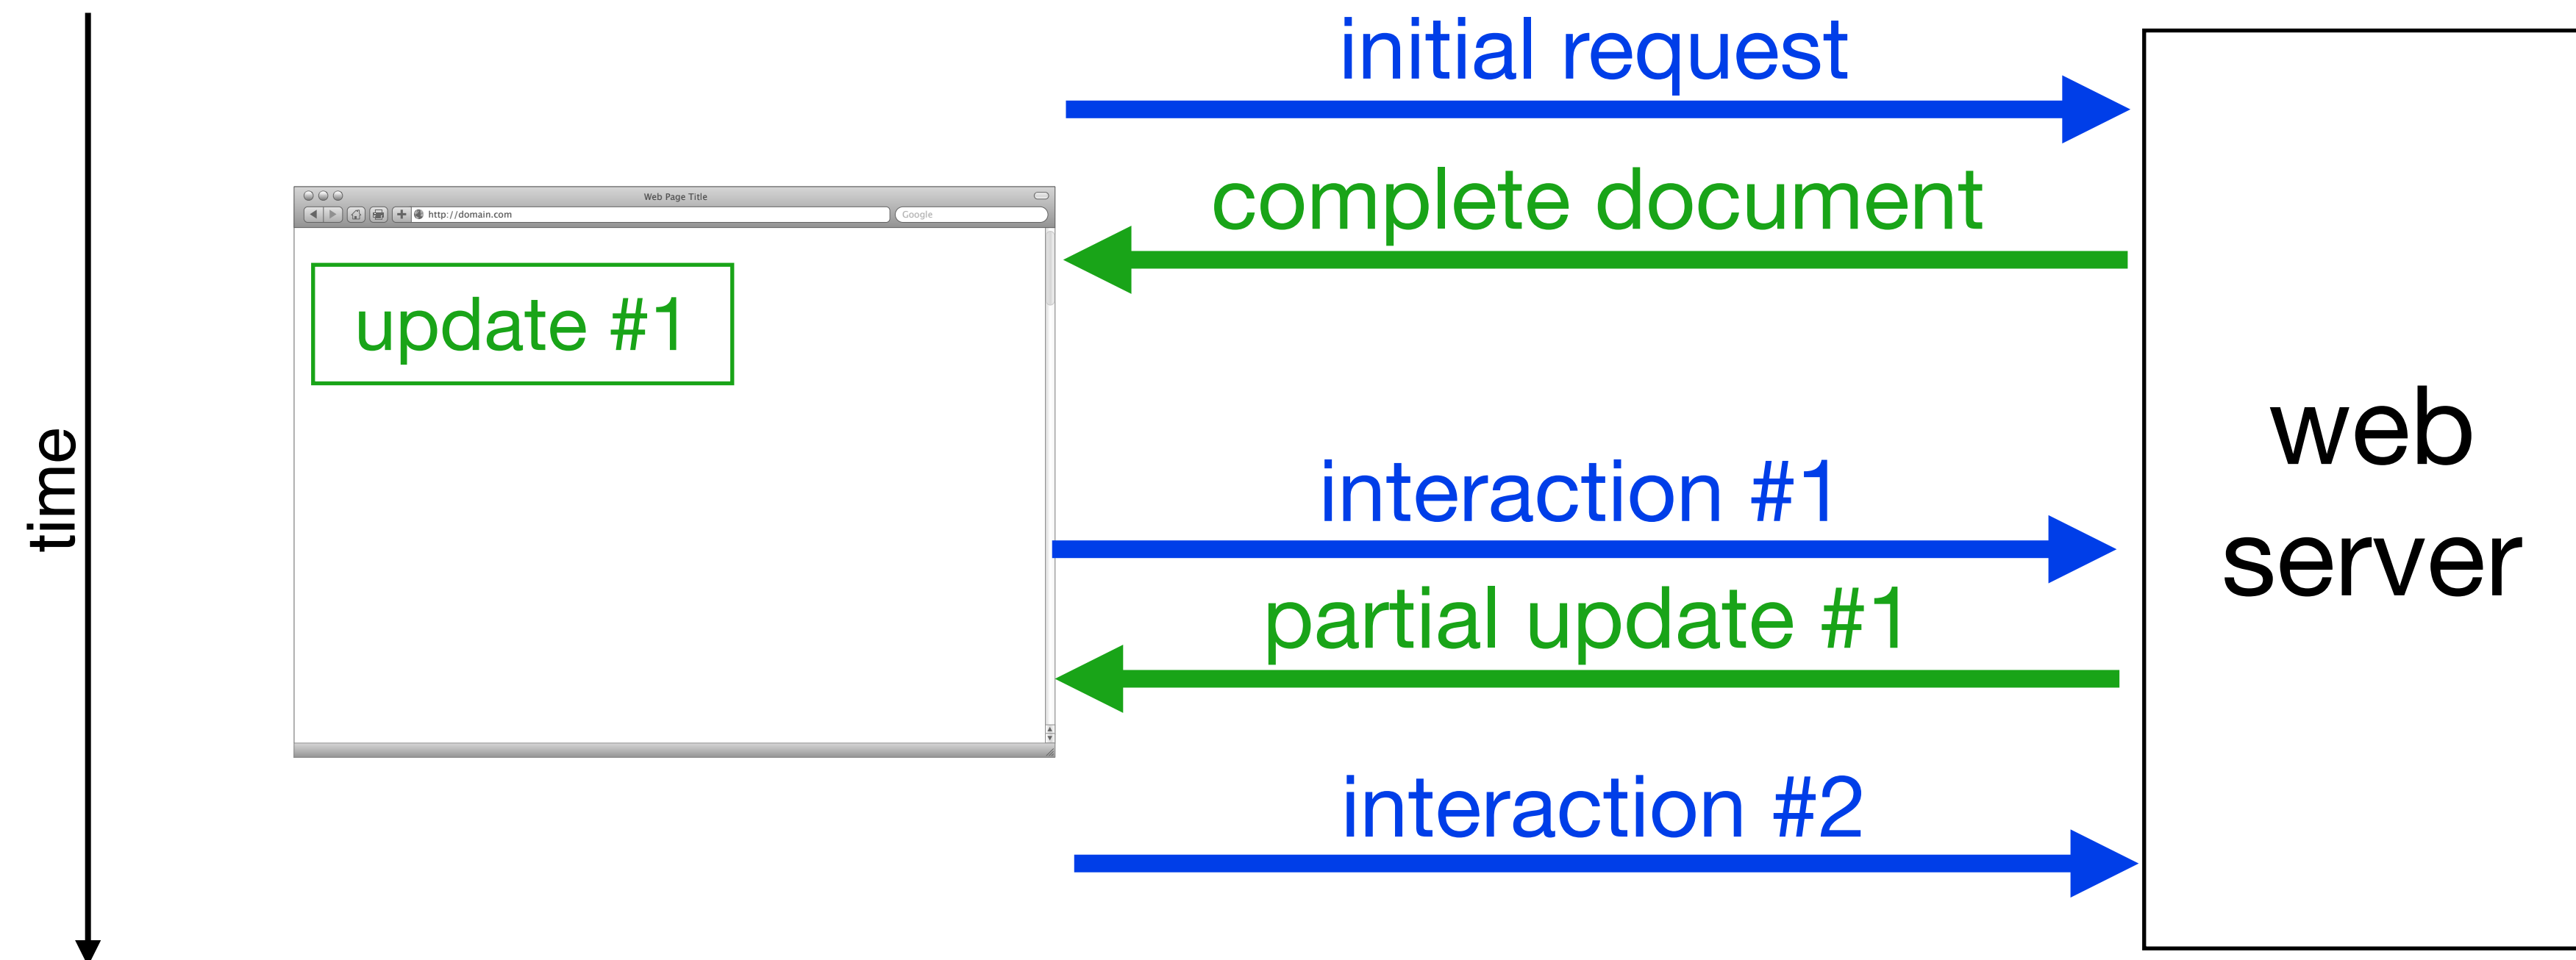 initial request
complete document
Web Page Title
http://domain.com
Google
update #1
time
interaction #1
partial update #1
web
server
interaction #2